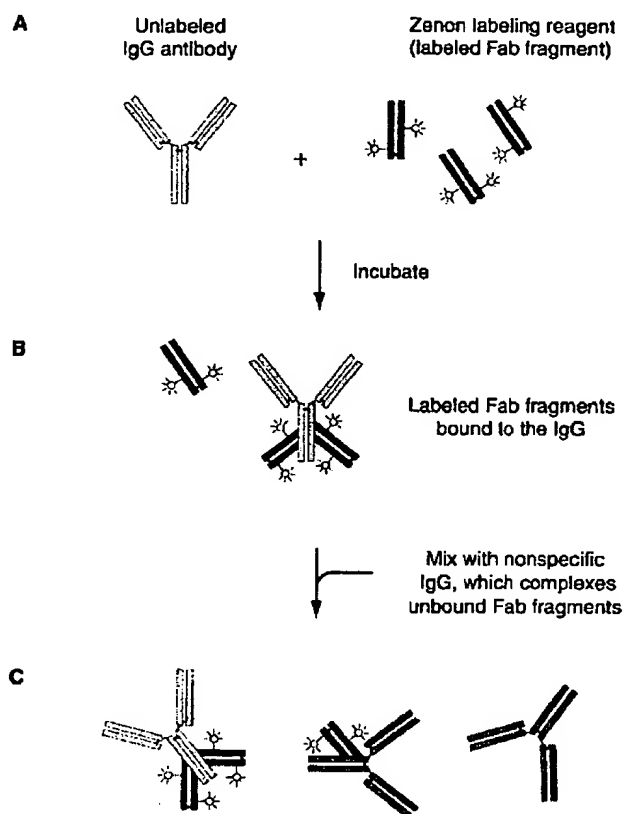 A
Unlabeled
IgG antibody
Zenon labeling reagent
(labeled Fab fragment)
+
Incubate
B
Labeled Fab fragments
bound to the IgG
Mix with nonspecific
IgG, which complexes
unbound Fab fragments
C